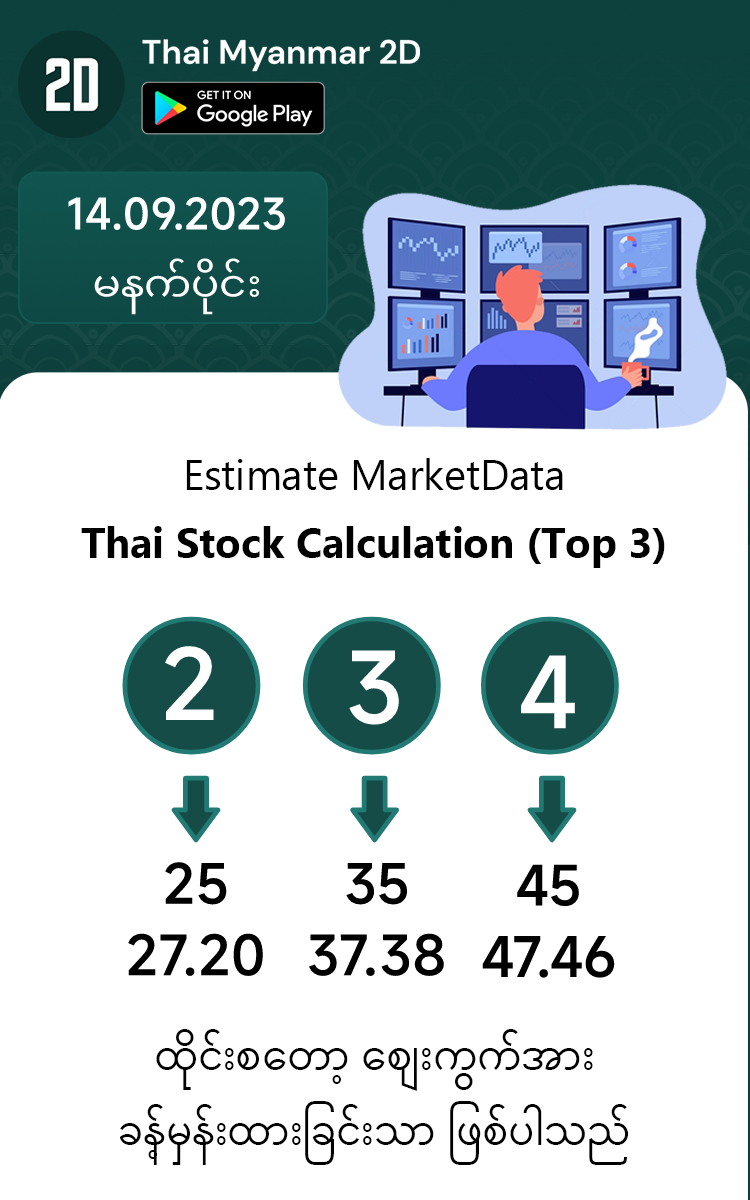 2D
Thai Myanmar 2D
GET IT ON
Google Play
14.09.2023
မနက်ပိုင်း
Estimate MarketData
Thai Stock Calculation (Top 3)
2 3 4
25 35 45
27.20 37.38 47.46
ထိုင်းစတော့ ဈေးကွက်အား
ခန့်မှန်းထားခြင်းသာ ဖြစ်ပါသည်